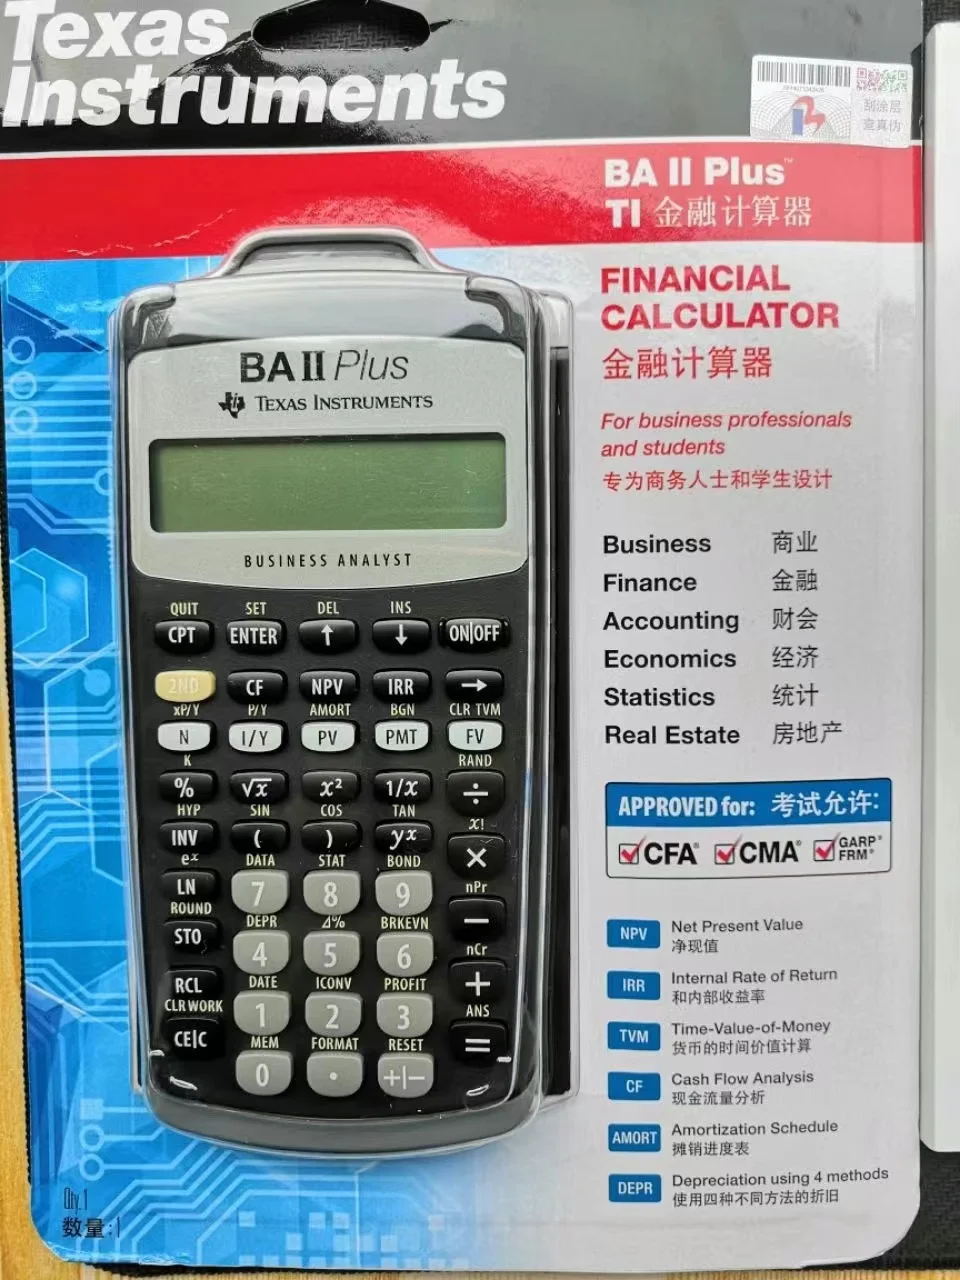 Texas
Instruments
刮涂层
查真伪
BA II Plus™
TI 金融计算器
FINANCIAL
CALCULATOR
金融计算器
For business professionals
and students
专为商务人士和学生设计
Business 商业
Finance 金融
Accounting 财会
Economics 经济
Statistics 统计
Real Estate 房地产
APPROVED for: 考试允许:
CFA® CMA® GARP®
FRM®
NPV Net Present Value
净现值
IRR Internal Rate of Return
和内部收益率
TVM Time-Value-of-Money
货币的时间价值计算
CF Cash Flow Analysis
现金流量分析
AMORT Amortization Schedule
摊销进度表
DEPR Depreciation using 4 methods
使用四种不同方法的折旧
BA II Plus
TEXAS INSTRUMENTS
BUSINESS ANALYST
QUIT SET DEL INS
CPT ENTER ↑ ↓ ON|OFF
2ND CF NPV IRR →
xP/Y P/Y AMORT BGN CLR TVM
N I/Y PV PMT FV
K RAND
% √x x² 1/x ÷
HYP SIN COS TAN x!
INV ( ) yˣ ×
eˣ DATA STAT BOND nPr
LN 7 8 9 −
ROUND DEPR Δ% BRKEVN nCr
STO 4 5 6 +
DATE ICONV PROFIT ANS
RCL 1 2 3 =
CLR WORK MEM FORMAT RESET
CE|C 0 . +|−
Qty.1
数量:1